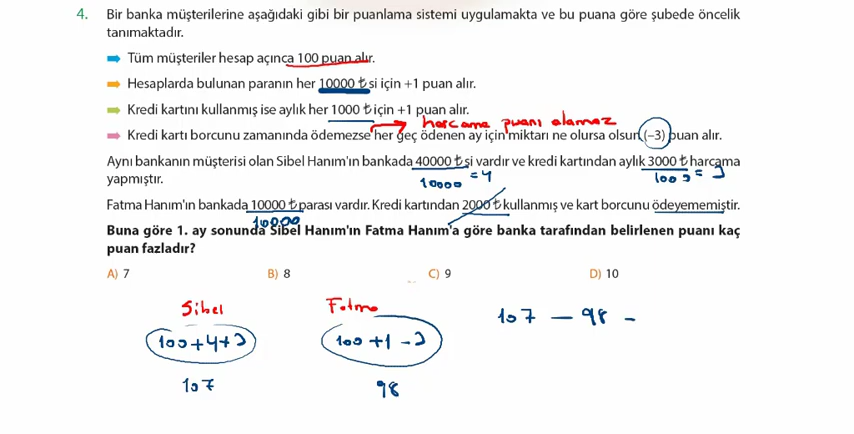 4. Bir banka müşterilerine aşağıdaki gibi bir puanlama sistemi uygulamakta ve bu puana göre şubede öncelik
tanımaktadır.
Tüm müşteriler hesap açınca 100 puan alır.
Hesaplarda bulunan paranın her 10000 ₺ si için +1 puan alır.
Kredi kartını kullanmış ise aylık her 1000 ₺ için +1 puan alır.
harcama puanı alamaz
Kredi kartı borcunu zamanında ödemezse her geç ödenen ay için miktarı ne olursa olsun (–3) puan alır.
Aynı bankanın müşterisi olan Sibel Hanım'ın bankada 40000 ₺ si vardır ve kredi kartından aylık 3000 ₺ harcama
10000 = 4 1000 = 3
yapmıştır.
Fatma Hanım'ın bankada 10000 ₺ parası vardır. Kredi kartından 2000 ₺ kullanmış ve kart borcunu ödeyememiştir.
10000
Buna göre 1. ay sonunda Sibel Hanım'ın Fatma Hanım'a göre banka tarafından belirlenen puanı kaç
puan fazladır?
A) 7 B) 8 C) 9 D) 10
Sibel Fatma
100+4+3 100+1-3 107 - 98 -
107 98